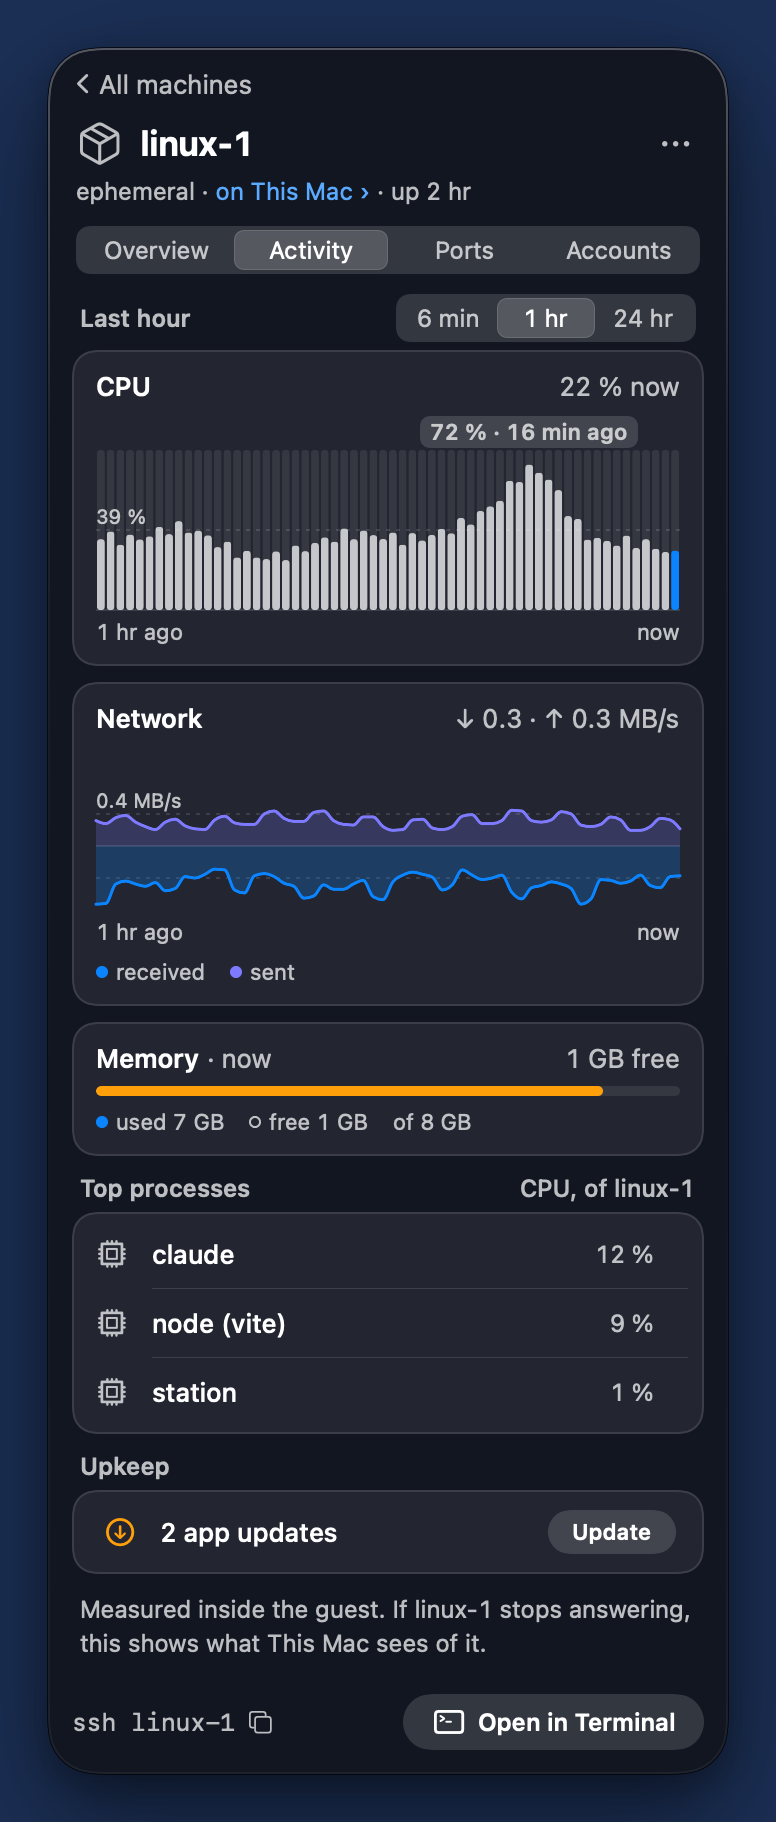 All machines
linux-1
ephemeral · on This Mac › · up 2 hr
Overview Activity Ports Accounts
Last hour 6 min 1 hr 24 hr
CPU 22 % now
72 % · 16 min ago
39 %
1 hr ago now
Network ↓ 0.3 · ↑ 0.3 MB/s
0.4 MB/s
1 hr ago now
received sent
Memory · now 1 GB free
used 7 GB free 1 GB of 8 GB
Top processes CPU, of linux-1
claude 12 %
node (vite) 9 %
station 1 %
Upkeep
2 app updates Update
Measured inside the guest. If linux-1 stops answering,
this shows what This Mac sees of it.
ssh linux-1 Open in Terminal